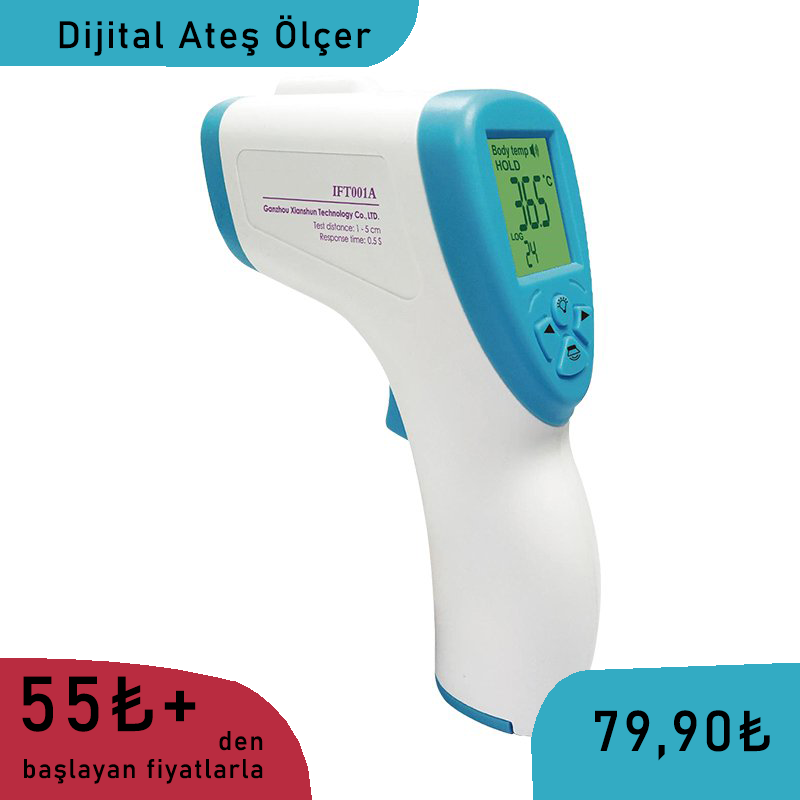 Dijital Ateş Ölçer
IFT001A
Ganzhou Xianshun Technology Co.,LTD.
Test distance: 1 - 5 cm
Response time: 0.5 S
Body temp
HOLD
36.5 °C
LOG
24
55₺+
den
başlayan fiyatlarla
79,90₺